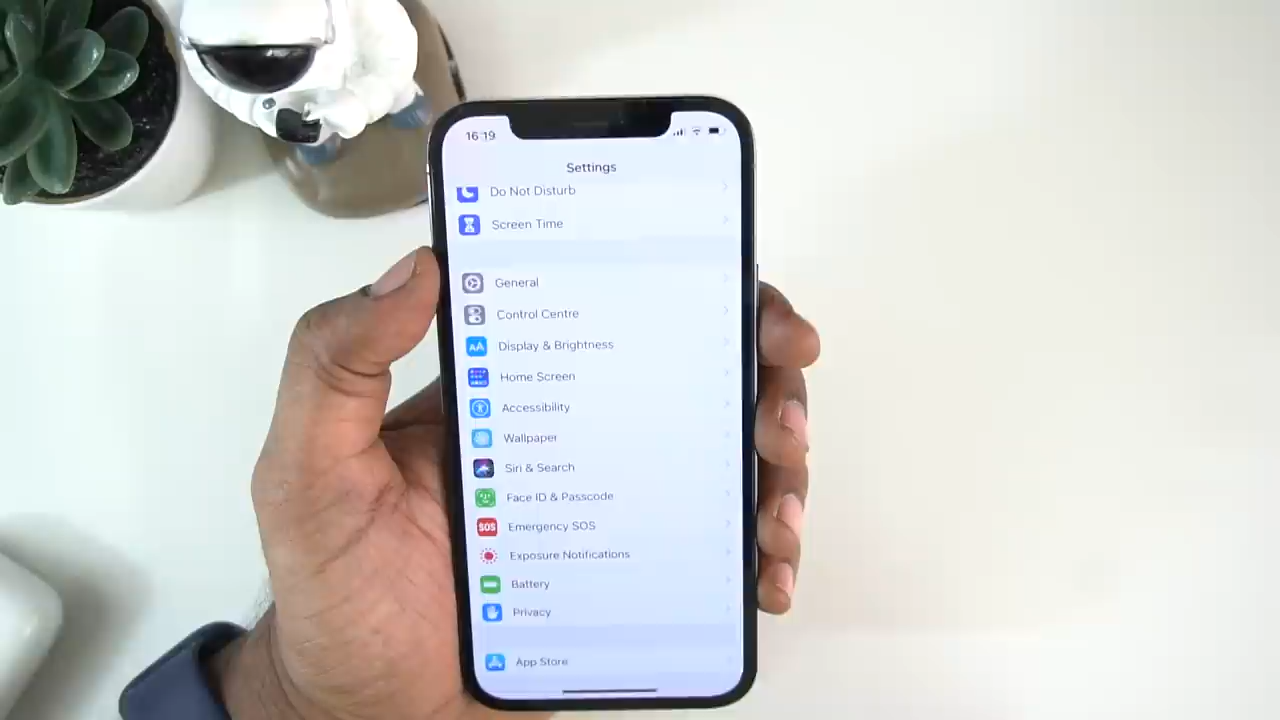 16:19
Settings
Do Not Disturb
Screen Time
General
Control Centre
AA
Display & Brightness
Home Screen
Accessibility
Wallpaper
Siri & Search
Face ID & Passcode
SOS
Emergency SOS
Exposure Notifications
Battery
Privacy
App Store